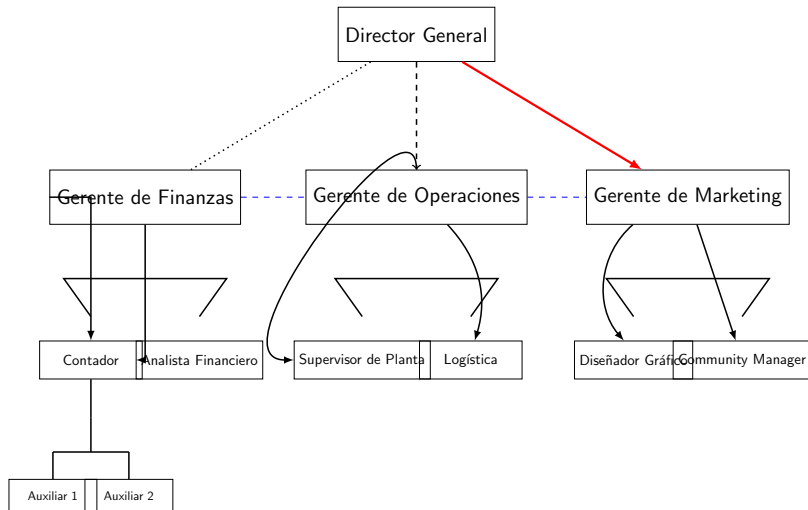 Director General
Gerente de Finanzas
Gerente de Operaciones
Gerente de Marketing
Contador
Analista Financiero
Supervisor de Planta
Logística
Diseñador Gráfico
Community Manager
Auxiliar 1
Auxiliar 2